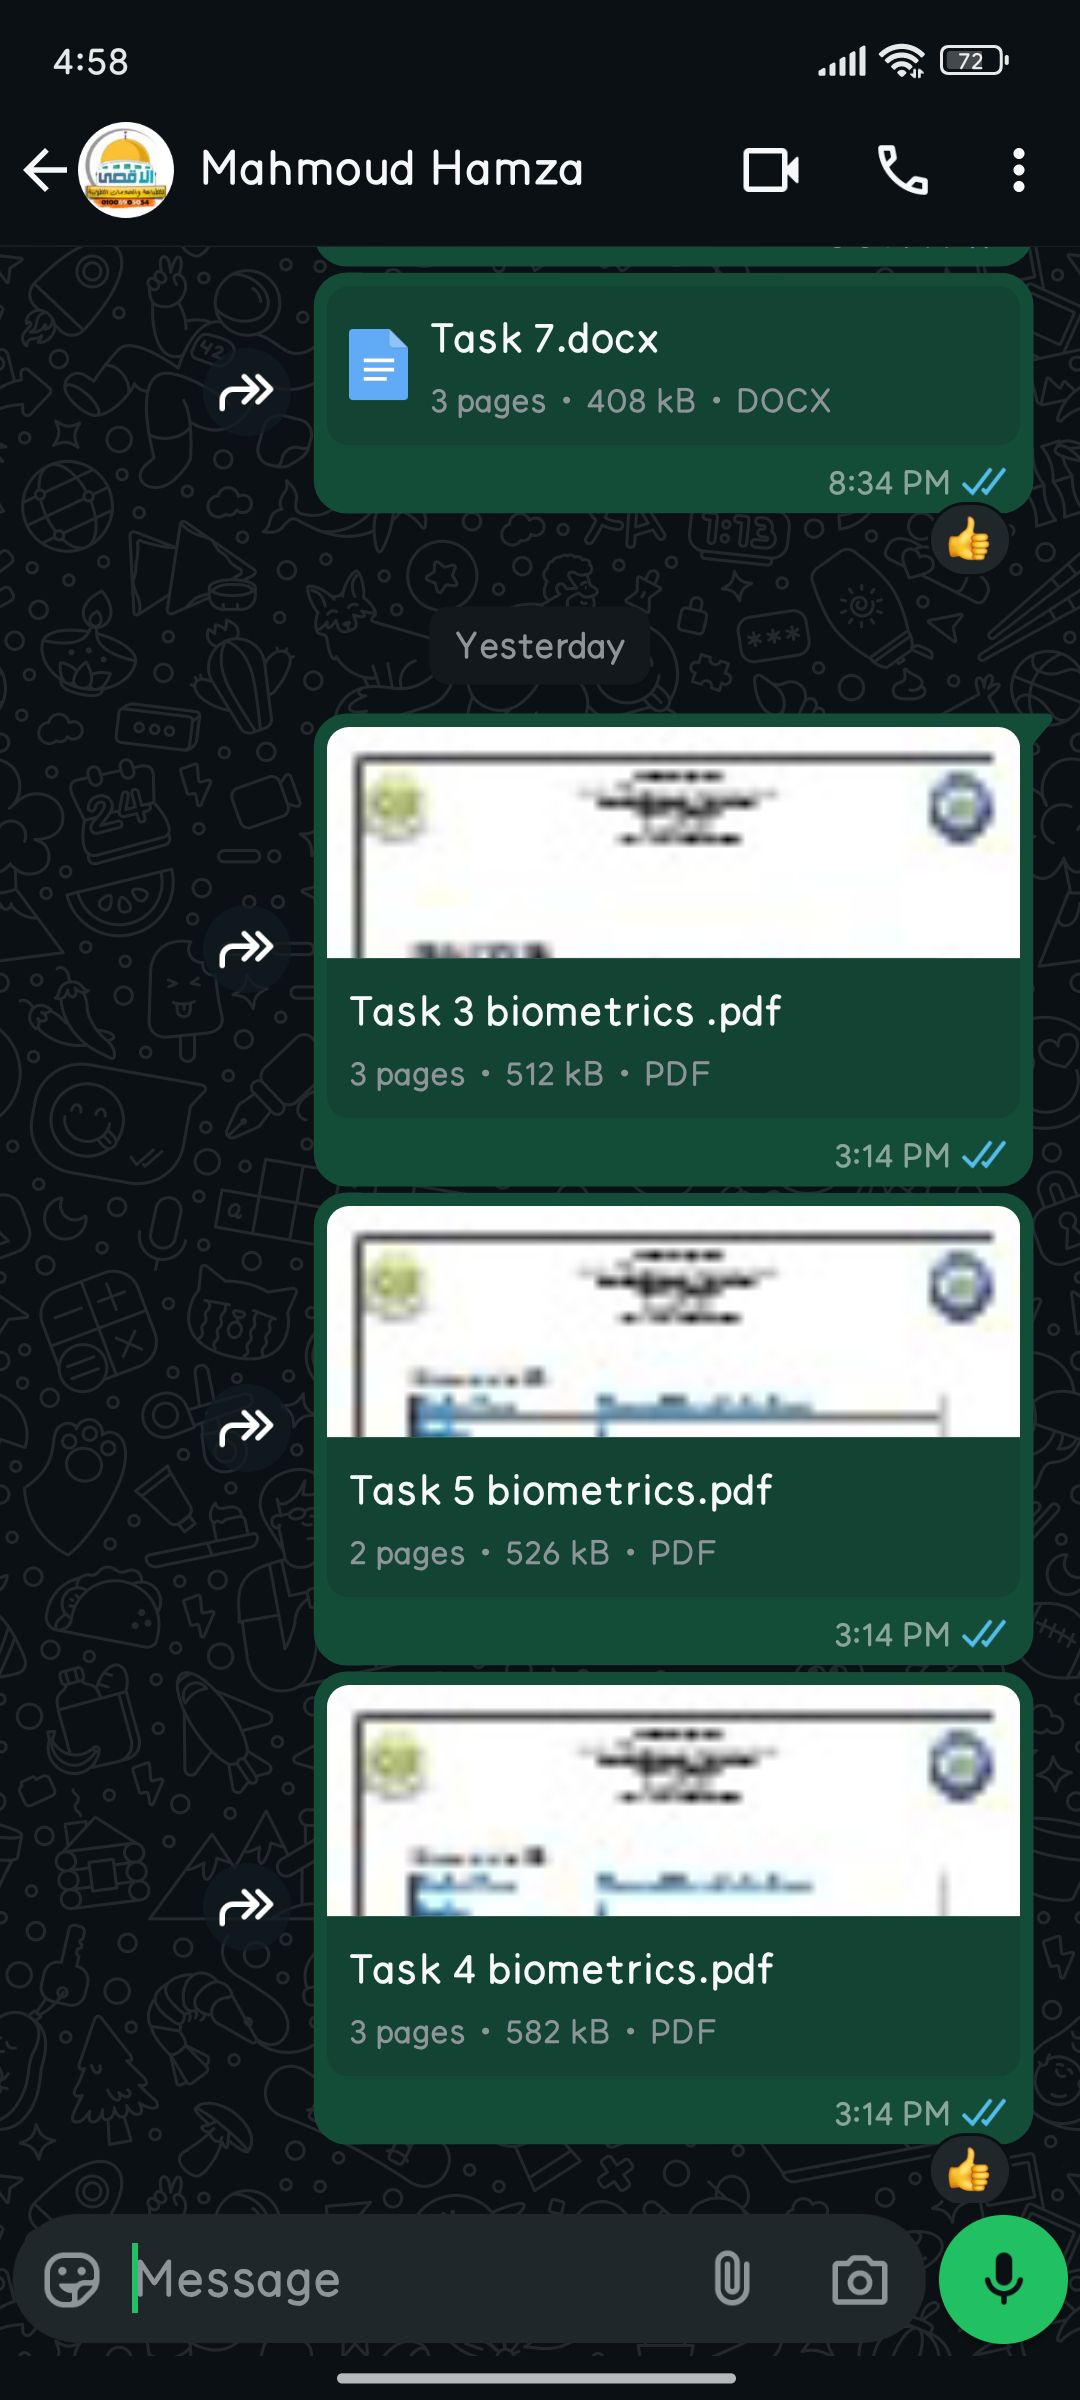 4:58
72
الاقصى
Mahmoud Hamza
Task 7.docx
3 pages • 408 kB • DOCX
8:34 PM
Yesterday
Task 3 biometrics .pdf
3 pages • 512 kB • PDF
3:14 PM
Task 5 biometrics.pdf
2 pages • 526 kB • PDF
3:14 PM
Task 4 biometrics.pdf
3 pages • 582 kB • PDF
3:14 PM
Message